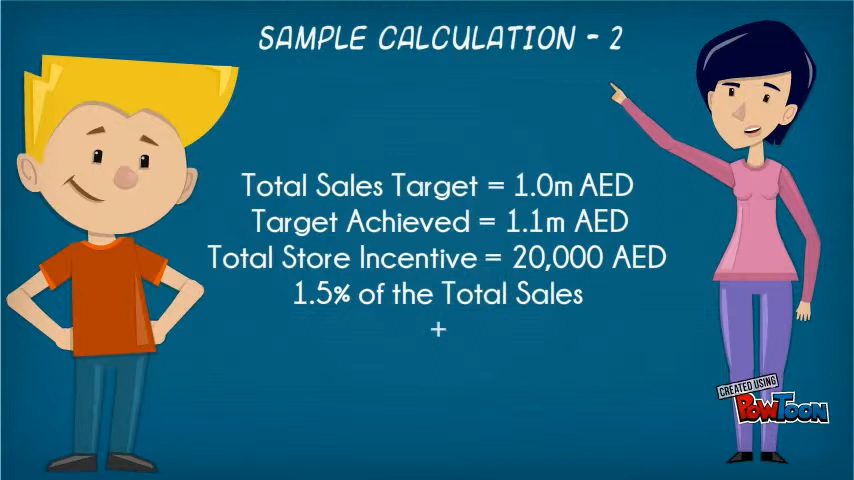 SAMPLE CALCULATION - 2
Total Sales Target = 1.0m AED
Target Achieved = 1.1m AED
Total Store Incentive = 20,000 AED
1.5% of the Total Sales
+
CREATED USING
POWTOON